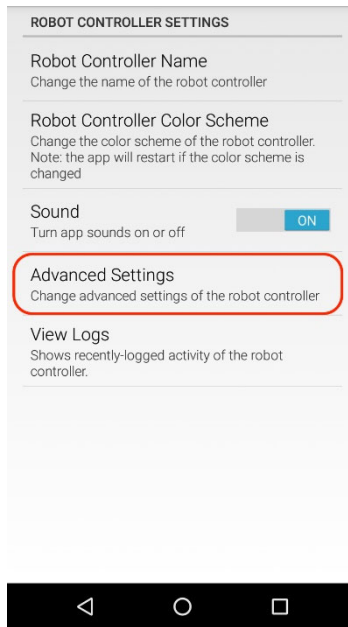 ROBOT CONTROLLER SETTINGS
Robot Controller Name
Change the name of the robot controller
Robot Controller Color Scheme
Change the color scheme of the robot controller.
Note: the app will restart if the color scheme is
changed
Sound
Turn app sounds on or off
ON
Advanced Settings
Change advanced settings of the robot controller
View Logs
Shows recently-logged activity of the robot
controller.